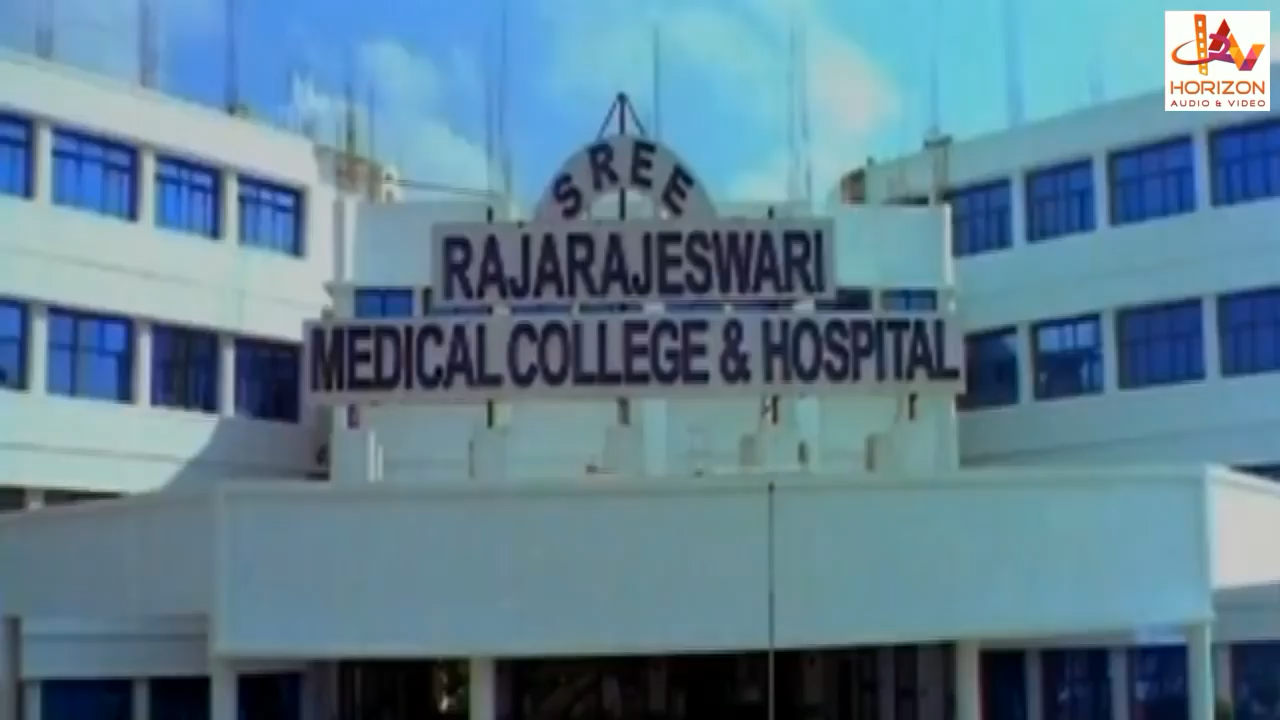 HORIZON
AUDIO & VIDEO
SREE
RAJARAJESWARI
MEDICAL COLLEGE & HOSPITAL